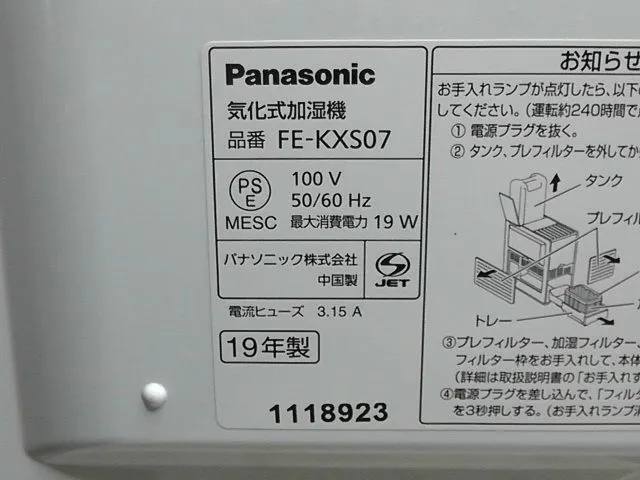 Panasonic
気化式加湿機
品番 FE-KXS07
PS
E
MESC
100 V
50/60 Hz
最大消費電力 19 W
パナソニック株式会社
中国製
S
JET
電流ヒューズ 3.15 A
19年製
1118923
お知らせ
お手入れランプが点灯したら、以下
してください。(運転約240時間で
① 電源プラグを抜く。
② タンク、プレフィルターを外してか
タンク
プレフィル
トレー
③プレフィルター、加湿フィルター、
フィルター枠をお手入れして、本体
(詳細は取扱説明書の「お手入れす
④電源プラグを差し込んで、「フィル
を3秒押しする。(お手入れランプ